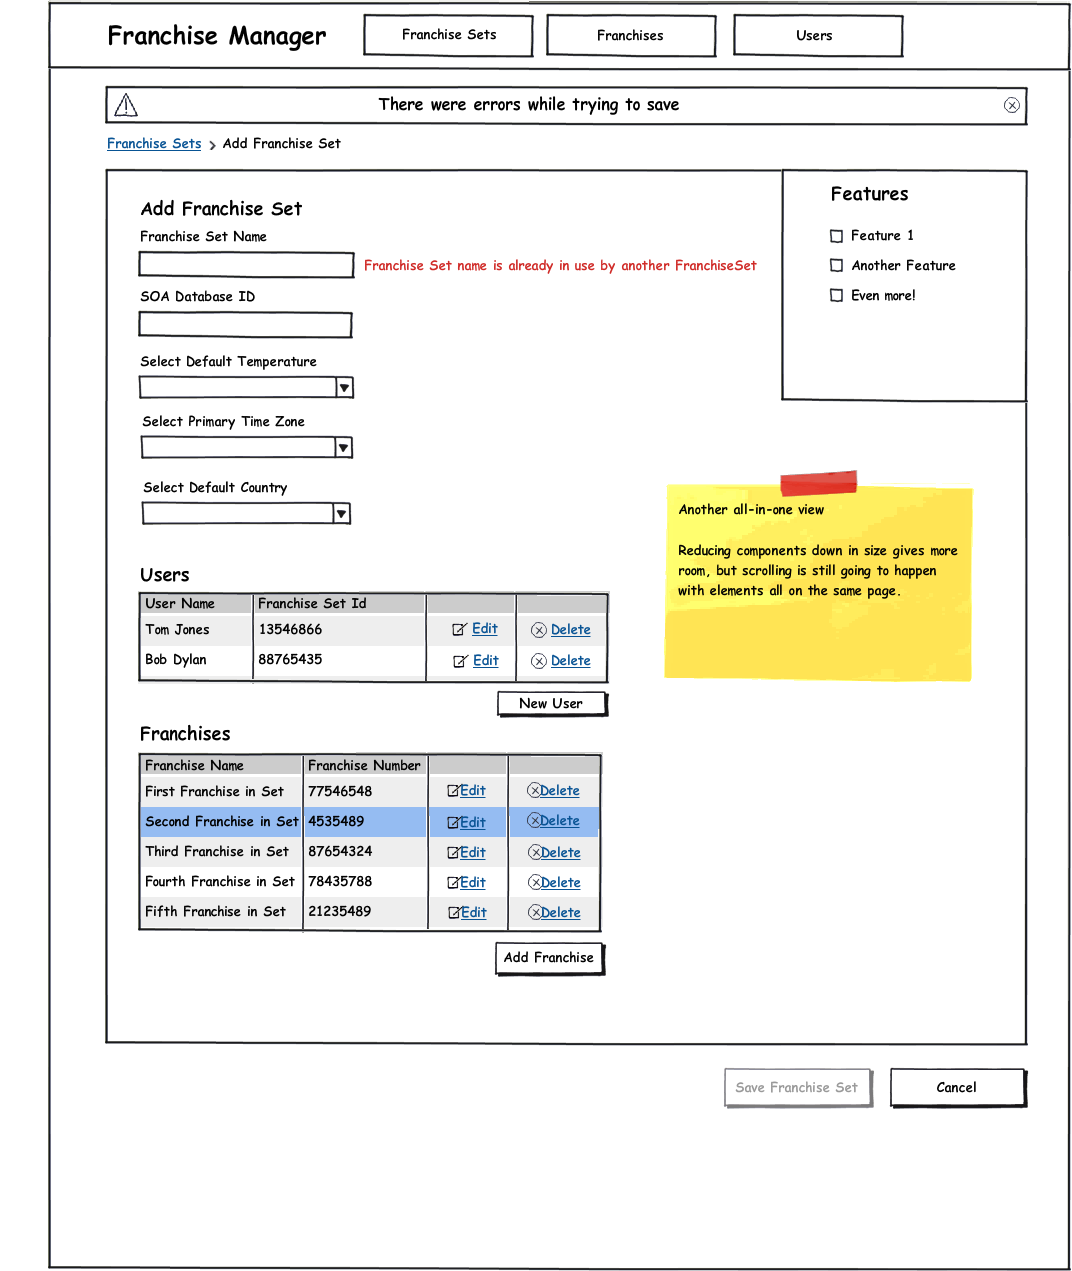 Franchise Manager
Franchise Sets
Franchises
Users
There were errors while trying to save
Franchise Sets > Add Franchise Set
Add Franchise Set
Franchise Set Name
Franchise Set name is already in use by another FranchiseSet
SOA Database ID
Select Default Temperature
Select Primary Time Zone
Select Default Country
Features
Feature 1
Another Feature
Even more!
Another all-in-one view
Reducing components down in size gives more
room, but scrolling is still going to happen
with elements all on the same page.
Users
User Name Franchise Set Id
Tom Jones 13546866 Edit Delete
Bob Dylan 88765435 Edit Delete
New User
Franchises
Franchise Name Franchise Number
First Franchise in Set 77546548 Edit Delete
Second Franchise in Set 4535489 Edit Delete
Third Franchise in Set 87654324 Edit Delete
Fourth Franchise in Set 78435788 Edit Delete
Fifth Franchise in Set 21235489 Edit Delete
Add Franchise
Save Franchise Set
Cancel